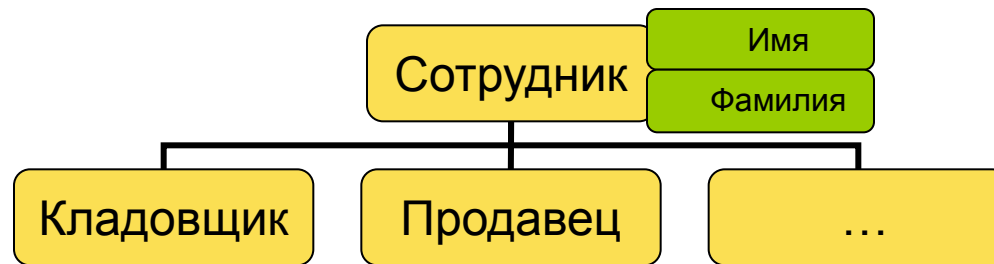 Сотрудник
Имя
Фамилия
Кладовщик
Продавец
…